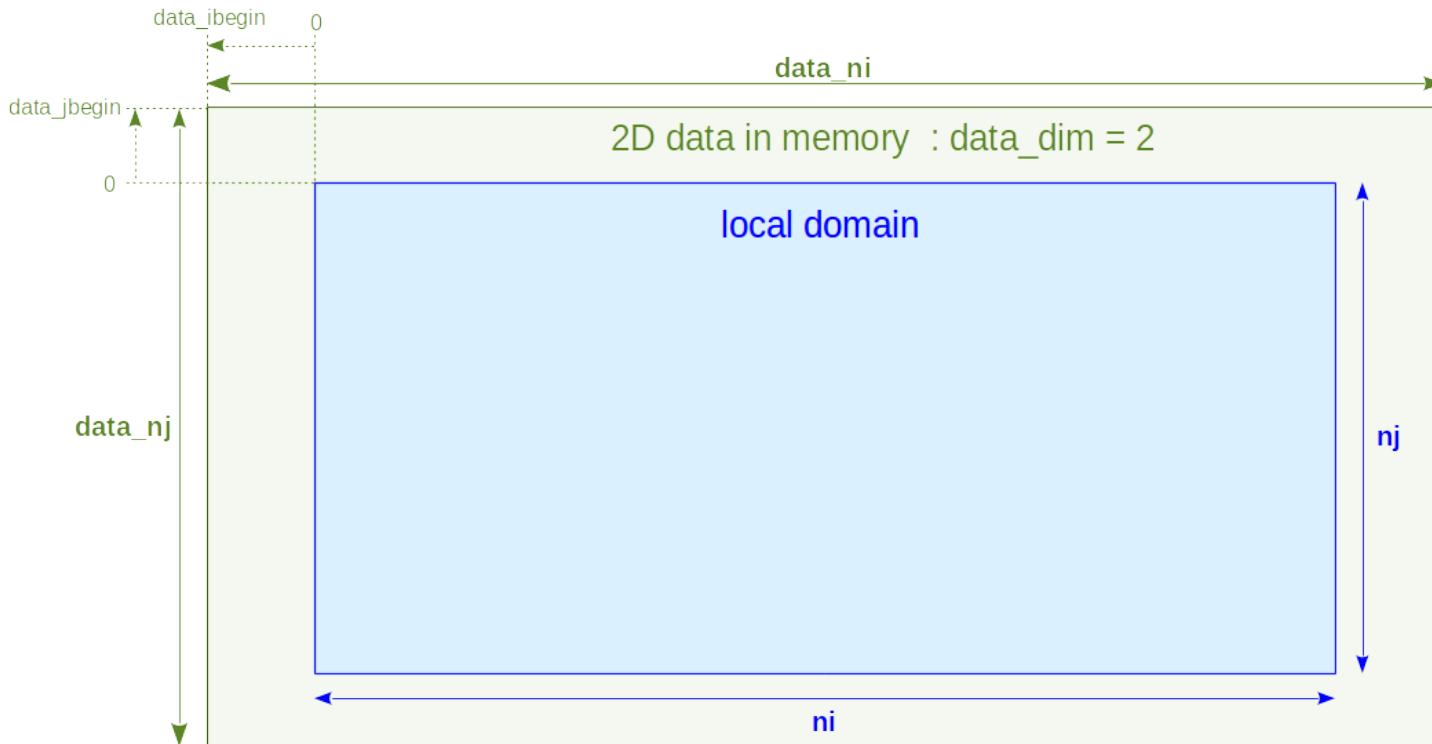 data_ibegin
0
data_ni
data_jbegin
2D data in memory : data_dim = 2
0
local domain
data_nj
nj
ni